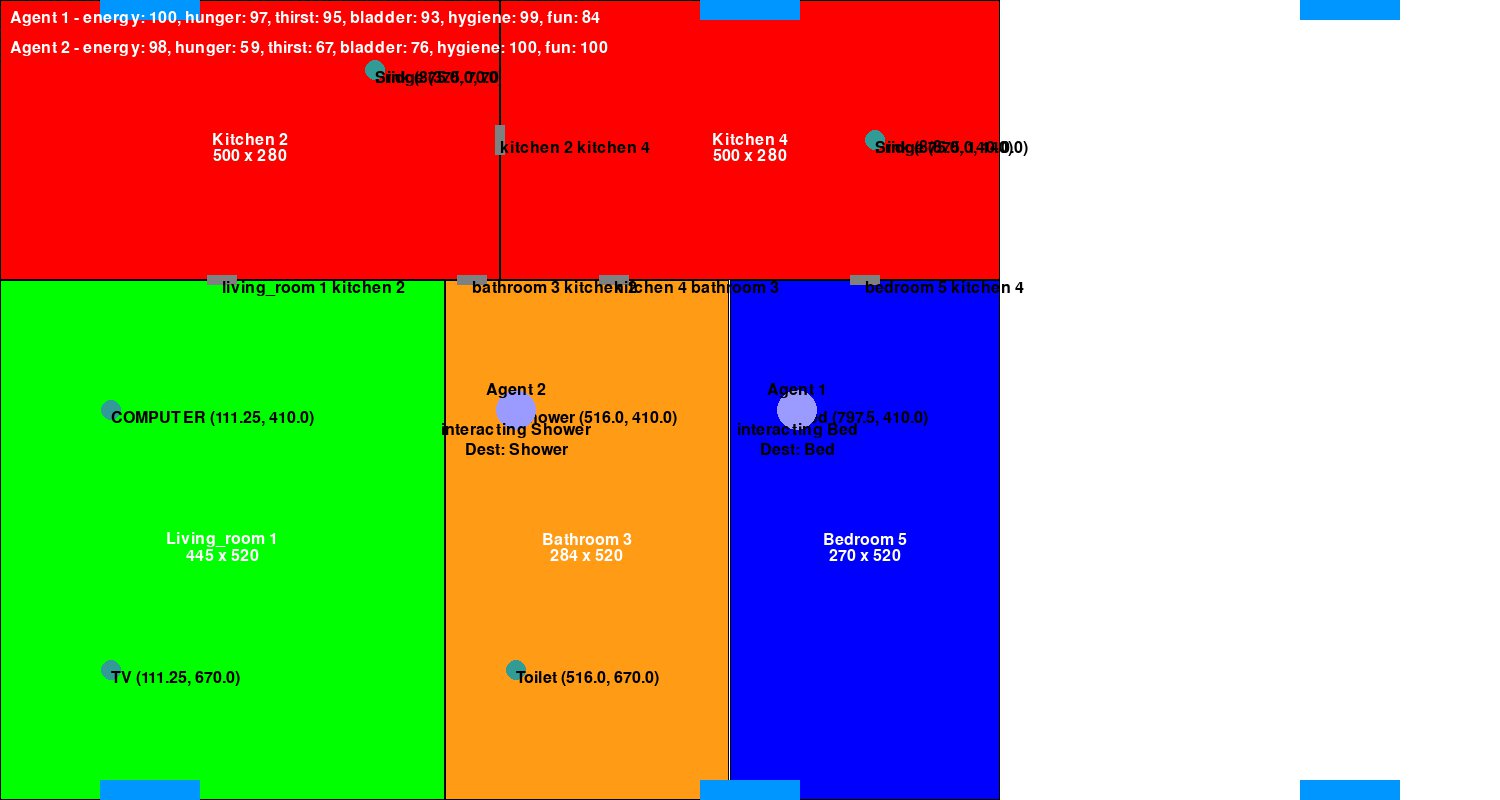 Agent 1 - energy: 100, hunger: 97, thirst: 95, bladder: 93, hygiene: 99, fun: 84
Agent 2 - energy: 98, hunger: 59, thirst: 67, bladder: 76, hygiene: 100, fun: 100
Kitchen 2
500 x 280
kitchen 2 kitchen 4
Kitchen 4
500 x 280
living_room 1 kitchen 2
bathroom 3 kitchen 2
kitchen 4 bathroom 3
bedroom 5 kitchen 4
Agent 2
Agent 1
COMPUTER (111.25, 410.0)
(516.0, 410.0)
(797.5, 410.0)
interacting Shower
interacting Bed
Dest: Shower
Dest: Bed
Living_room 1
445 x 520
Bathroom 3
284 x 520
Bedroom 5
270 x 520
TV (111.25, 670.0)
Toilet (516.0, 670.0)